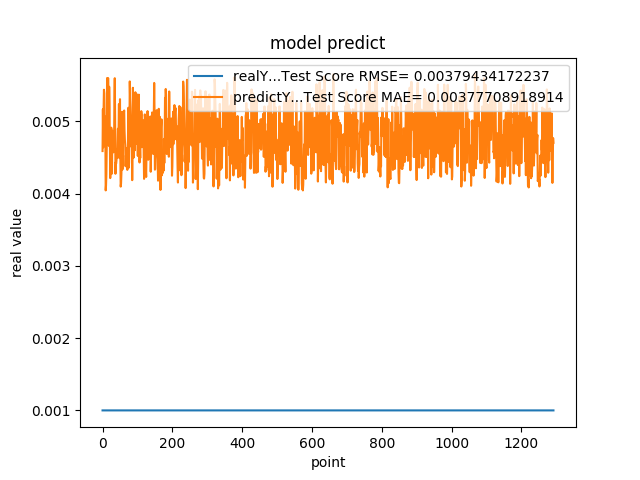 model predict
realY...Test Score RMSE= 0.00379434172237
predictY...Test Score MAE= 0.00377708918914
0.005
0.004
0.003
0.002
0.001
real value
0 200 400 600 800 1000 1200
point